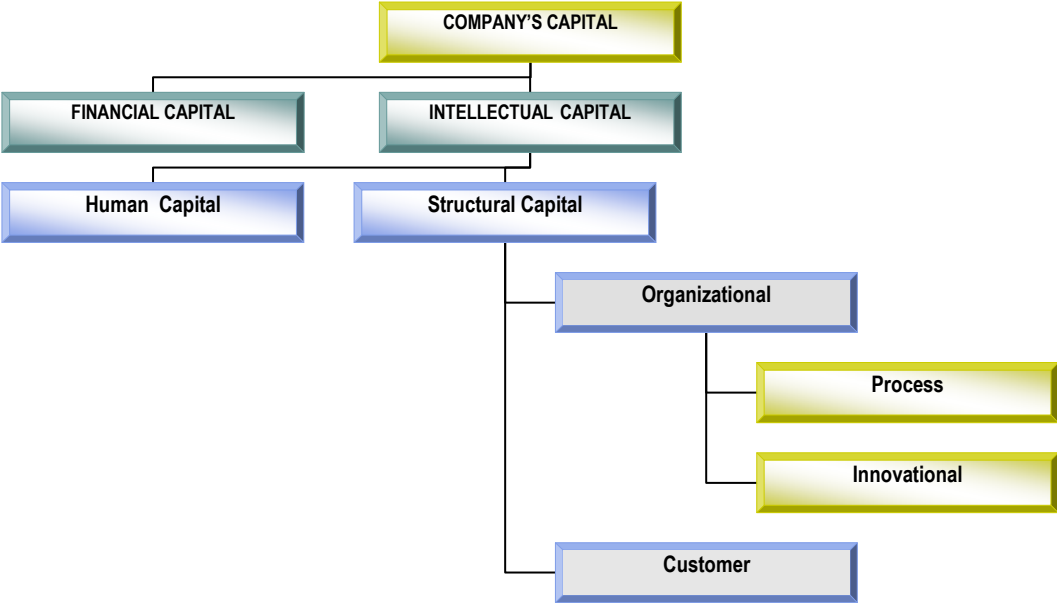 COMPANY’S CAPITAL
FINANCIAL CAPITAL
INTELLECTUAL CAPITAL
Human Capital
Structural Capital
Organizational
Process
Innovational
Customer